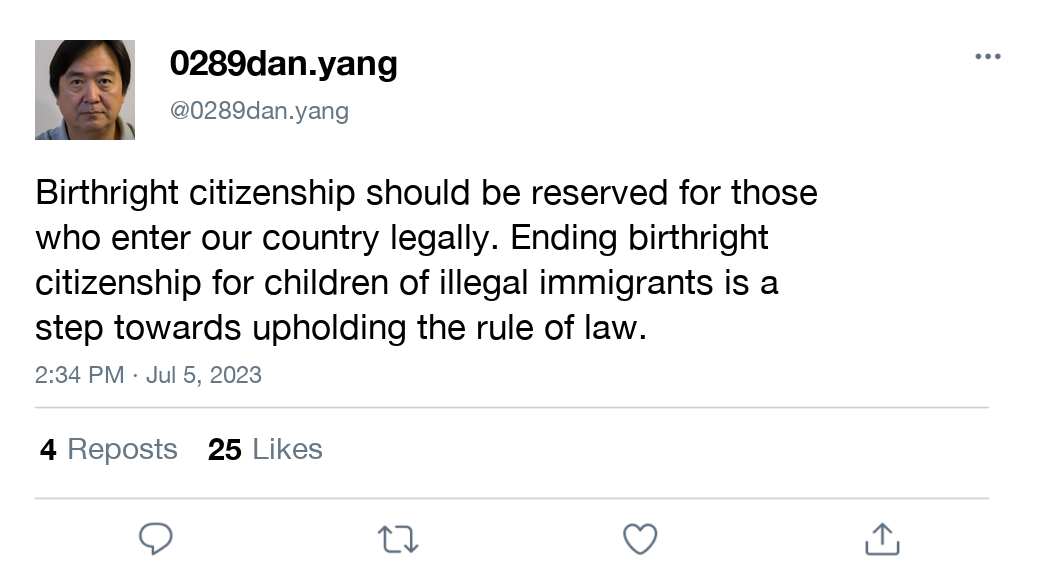 0289dan.yang
@0289dan.yang
Birthright citizenship should be reserved for those
who enter our country legally. Ending birthright
citizenship for children of illegal immigrants is a
step towards upholding the rule of law.
2:34 PM · Jul 5, 2023
4 Reposts 25 Likes